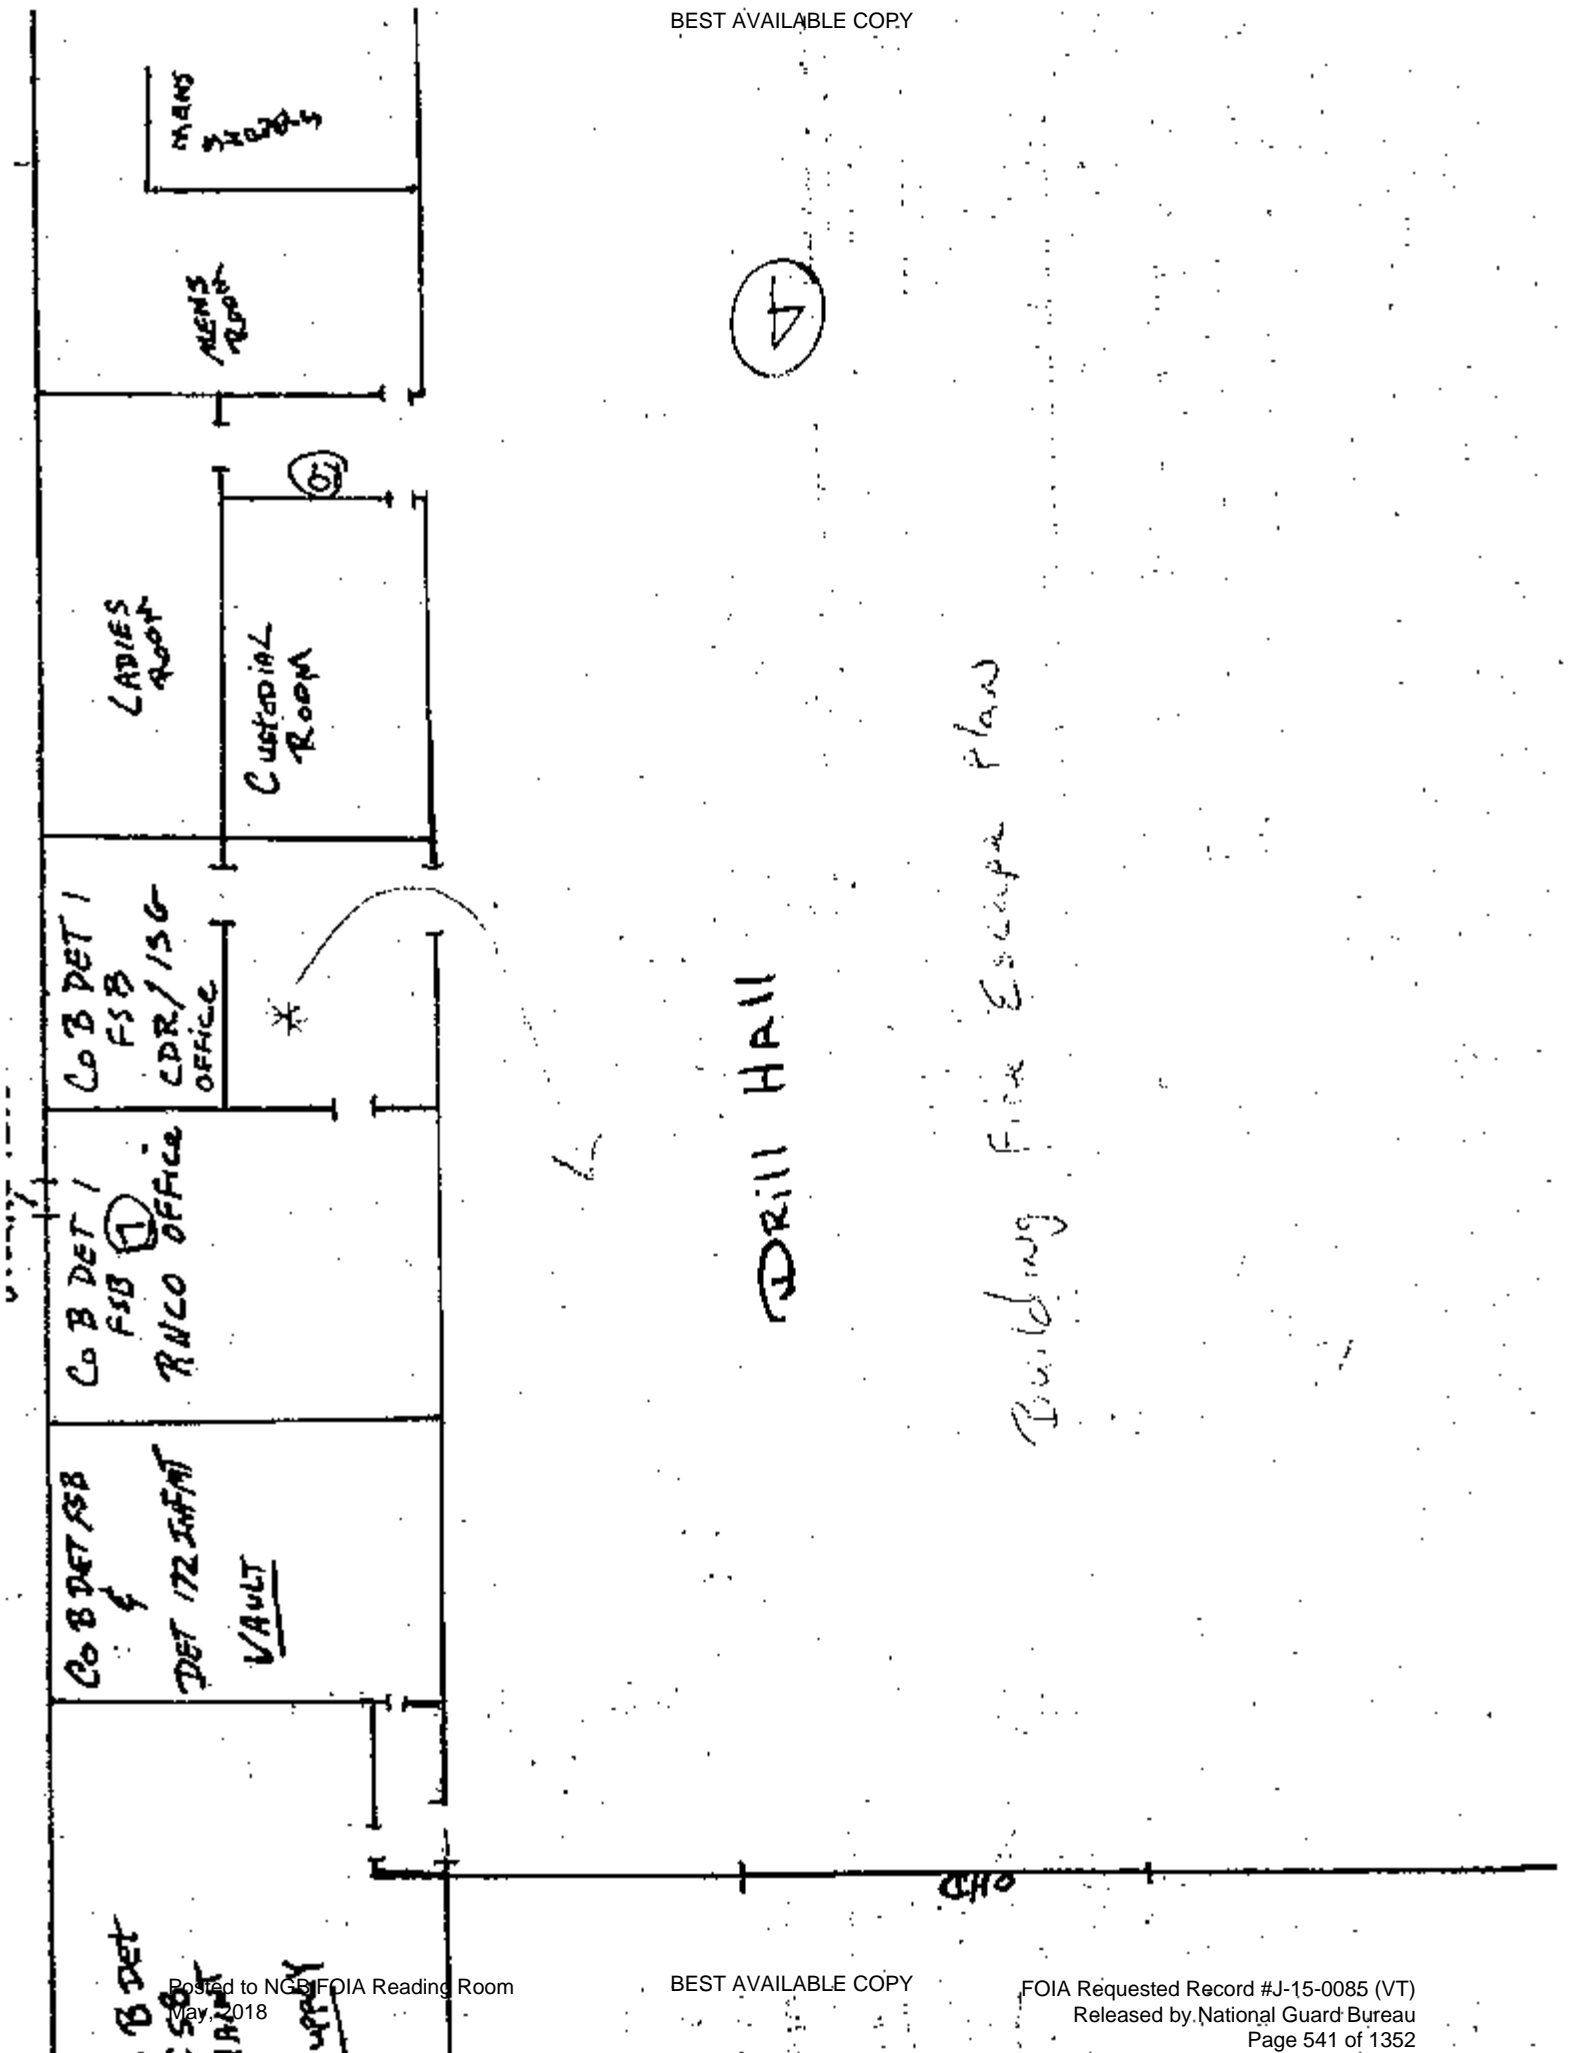 BEST AVAILABLE COPY
MENS
MENS
ROOM
LADIES
ROOM
CUSTODIAL
ROOM
4
Co B DET 1
FSB
CDR/1SG
OFFice
*
Co B DET 1
FSB
RNCO OFFice
DRill HAll
Building Fire Escape Plan
Co B DET FSB
&
DET 172 INF MT
VAULT
OHD
B DET
Posted to NGB FOIA Reading Room
May, 2018
BEST AVAILABLE COPY
FOIA Requested Record #J-15-0085 (VT)
Released by National Guard Bureau
Page 541 of 1352